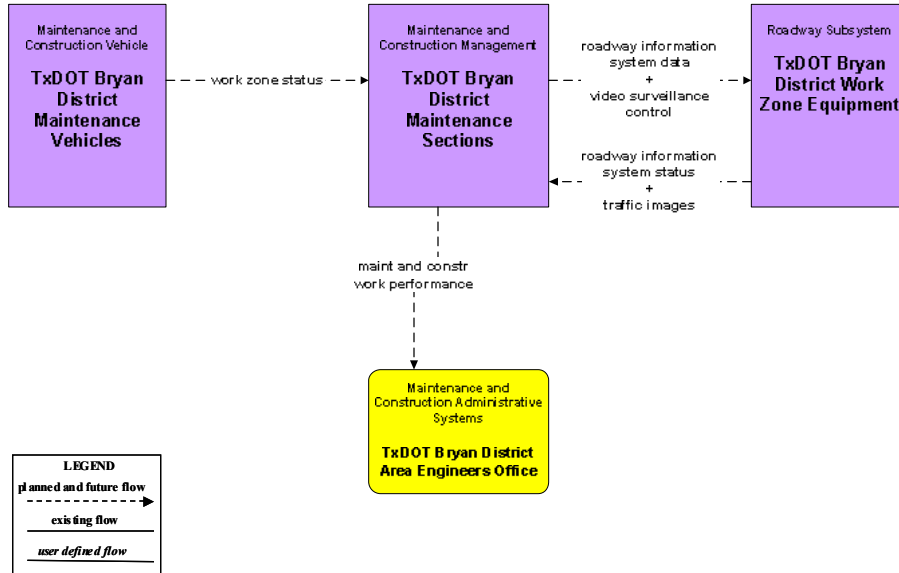 Maintenance and
Construction Vehicle
TxDOT Bryan
District
Maintenance
Vehicles
work zone status
Maintenance and
Construction Management
TxDOT Bryan
District
Maintenance
Sections
roadway information
system data
+
video surveillance
control
roadway information
system status
+
traffic images
Roadway Subsystem
TxDOT Bryan
District Work
Zone Equipment
maint and constr
work performance
Maintenance and
Construction Administrative
Systems
TxDOT Bryan District
Area Engineers Office
LEGEND
planned and future flow
existing flow
user defined flow